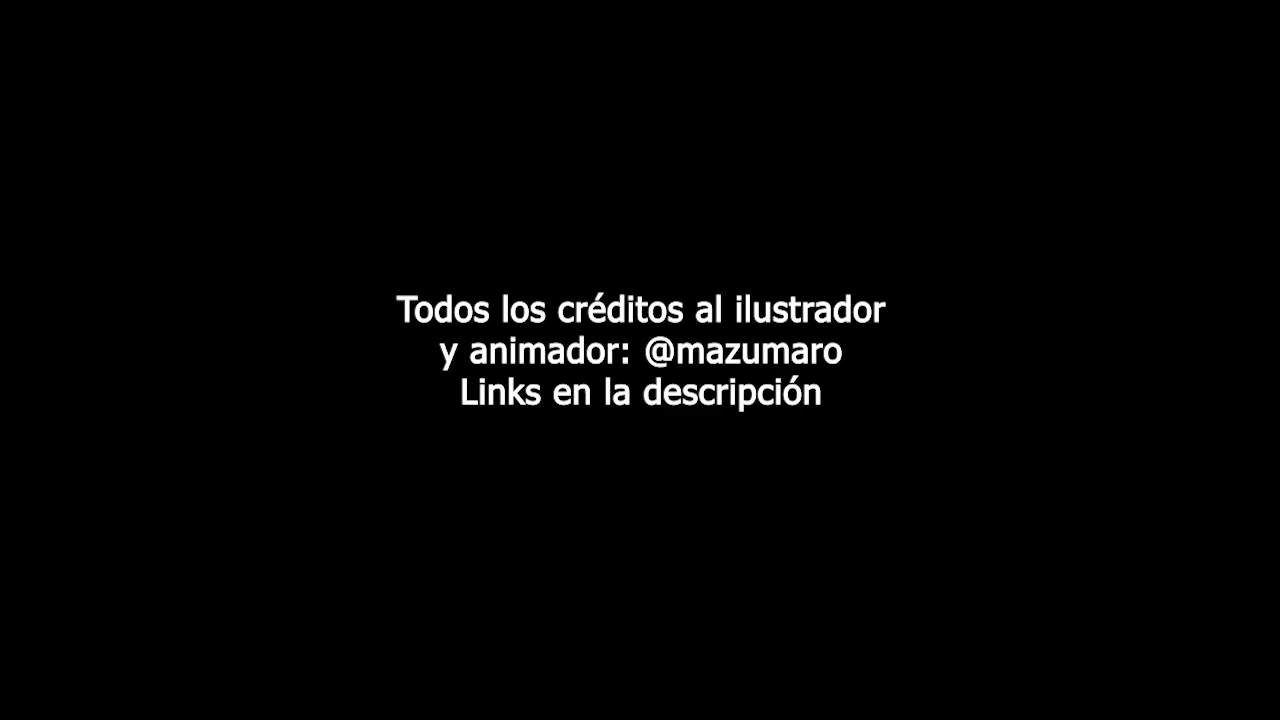 Todos los créditos al ilustrador
y animador: @mazumaro
Links en la descripción